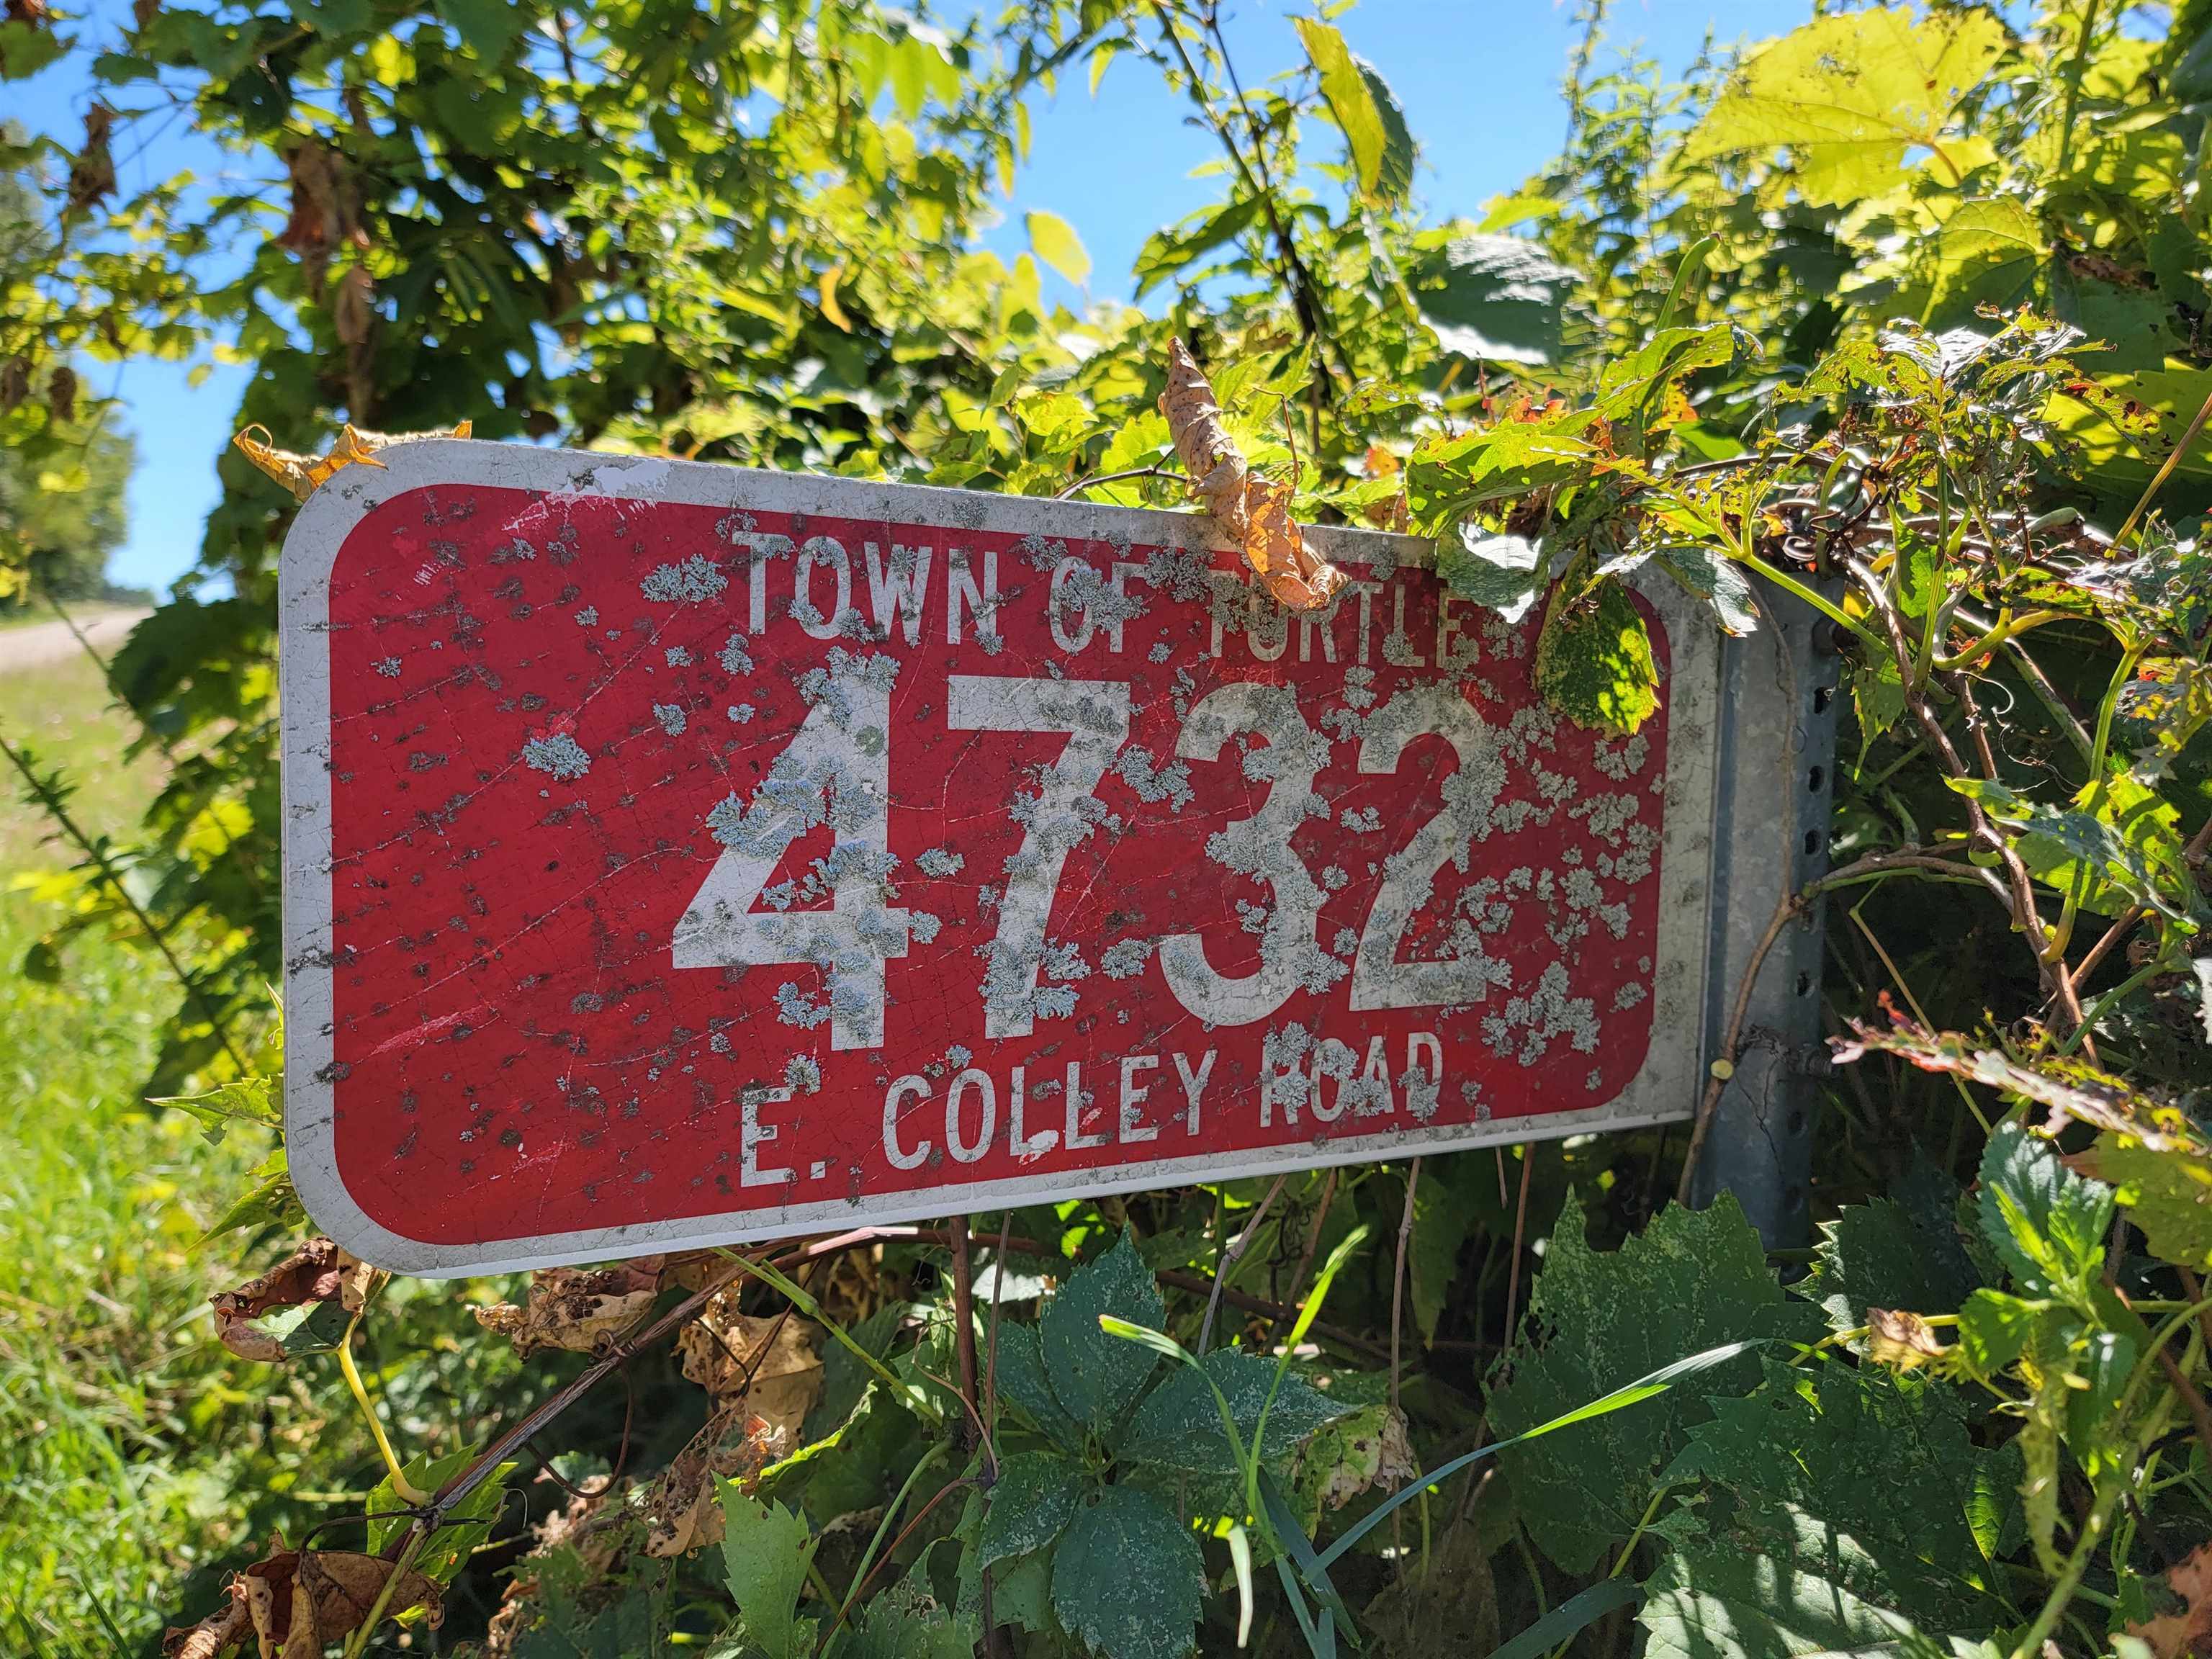 TOWN OF TURTLE
4732
E. COLLEY ROAD